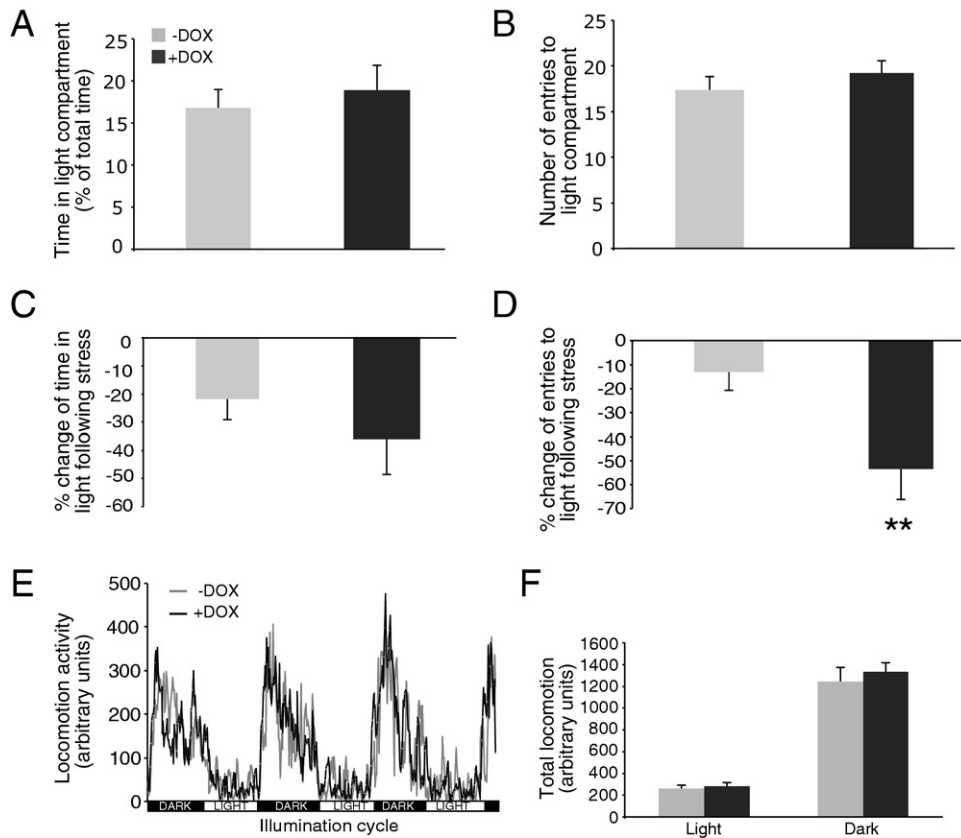 A
-DOX
+DOX
Time in light compartment
(% of total time)
25
20
15
10
5
0
B
Number of entries to
light compartment
25
20
15
10
5
0
C
% change of time in
light following stress
0
-10
-20
-30
-40
-50
-60
D
% change of entries to
light following stress
0
-10
-20
-30
-40
-50
-60
-70
**
E
-DOX
+DOX
Locomotion activity
(arbitrary units)
500
400
300
200
100
0
DARK LIGHT DARK LIGHT DARK LIGHT
Illumination cycle
F
Total locomotion
(arbitrary units)
1600
1400
1200
1000
800
600
400
200
0
Light Dark